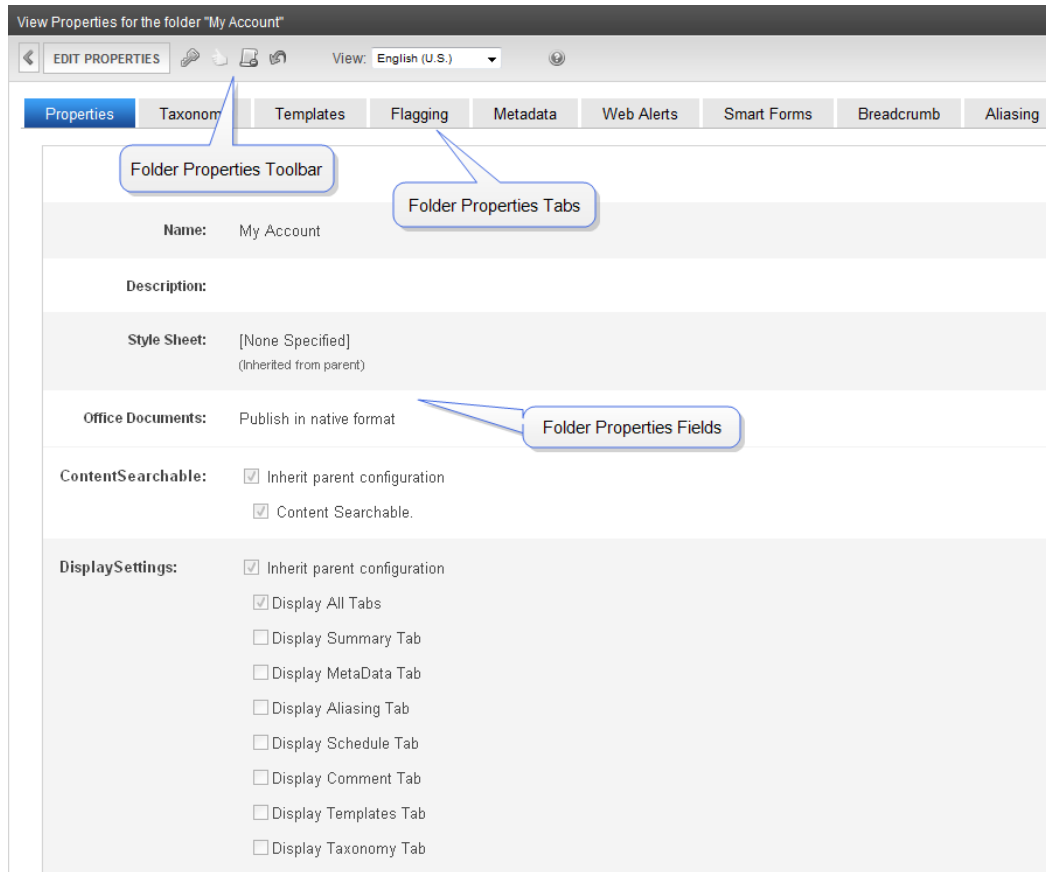 View Properties for the folder "My Account"
EDIT PROPERTIES View: English (U.S.)
Properties Taxonom Templates Flagging Metadata Web Alerts Smart Forms Breadcrumb Aliasing
Folder Properties Toolbar
Folder Properties Tabs
Name: My Account
Description:
Style Sheet: [None Specified]
(Inherited from parent)
Office Documents: Publish in native format
Folder Properties Fields
ContentSearchable: Inherit parent configuration
Content Searchable.
DisplaySettings: Inherit parent configuration
Display All Tabs
Display Summary Tab
Display MetaData Tab
Display Aliasing Tab
Display Schedule Tab
Display Comment Tab
Display Templates Tab
Display Taxonomy Tab